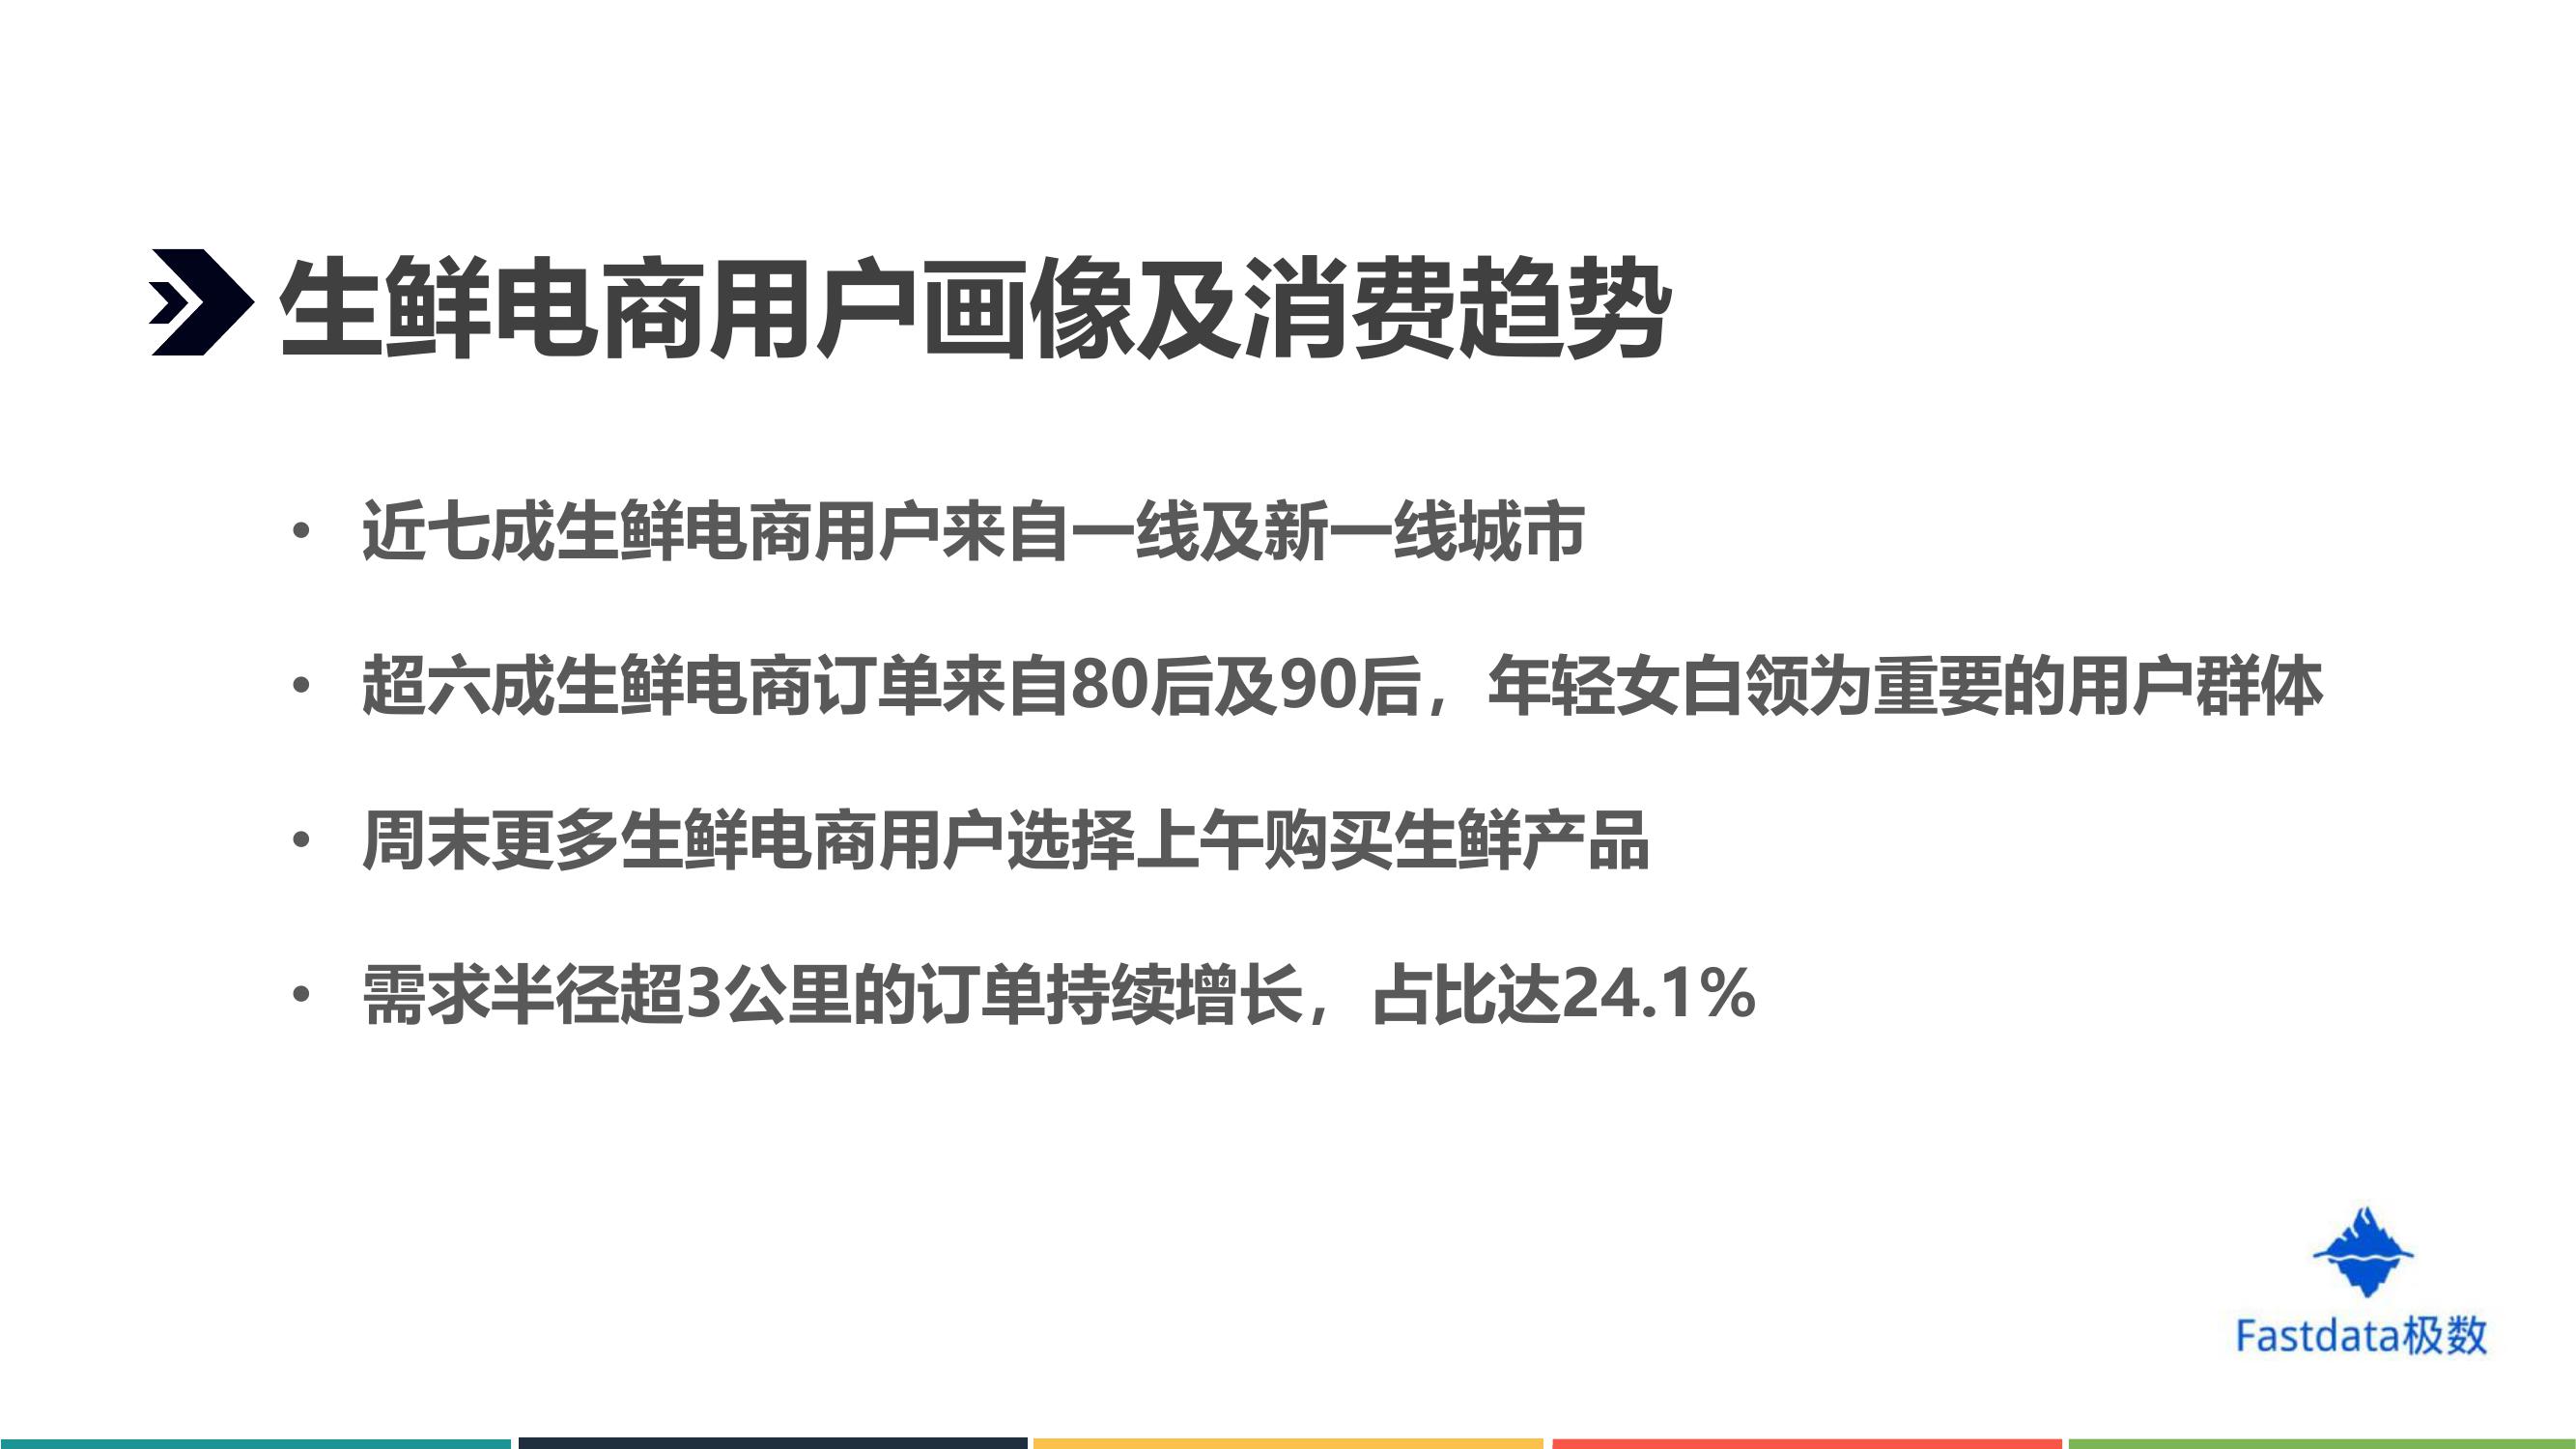 生鲜电商用户画像及消费趋势
• 近七成生鲜电商用户来自一线及新一线城市
• 超六成生鲜电商订单来自80后及90后，年轻女白领为重要的用户群体
• 周末更多生鲜电商用户选择上午购买生鲜产品
• 需求半径超3公里的订单持续增长，占比达24.1%
Fastdata极数